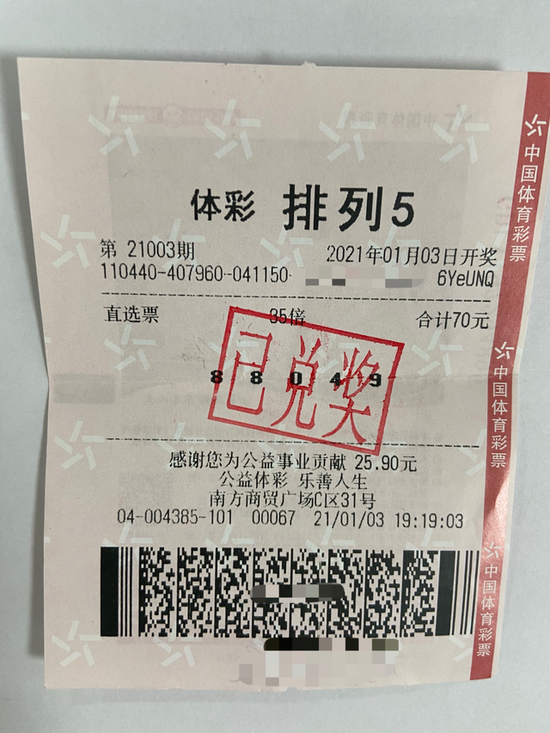 体彩 排列5
第 21003期 2021年01月03日开奖
110440-407960-041150- 6YeUNQ
直选票 35倍 合计70元
8 8 0 4 9
已兑奖
感谢您为公益事业贡献 25.90元
公益体彩 乐善人生
南方商贸广场C区31号
04-004385-101 00067 21/01/03 19:19:03
中国体育彩票
中国体育彩票
中国体育彩票